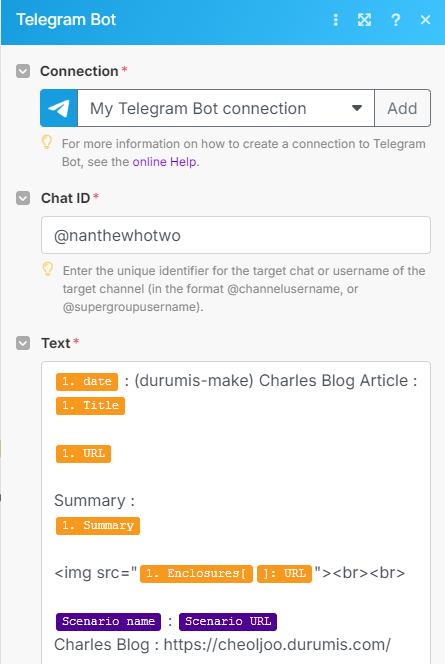 Telegram Bot
Connection *
My Telegram Bot connection
Add
For more information on how to create a connection to Telegram
Bot, see the online Help.
Chat ID *
@nanthewhotwo
Enter the unique identifier for the target chat or username of the
target channel (in the format @channelusername, or
@supergroupusername).
Text *
1. date : (durumis-make) Charles Blog Article :
1. Title
1. URL
Summary :
1. Summary
<img src="1. Enclosures[ ]: URL"><br><br>
Scenario name : Scenario URL
Charles Blog : https://cheoljoo.durumis.com/